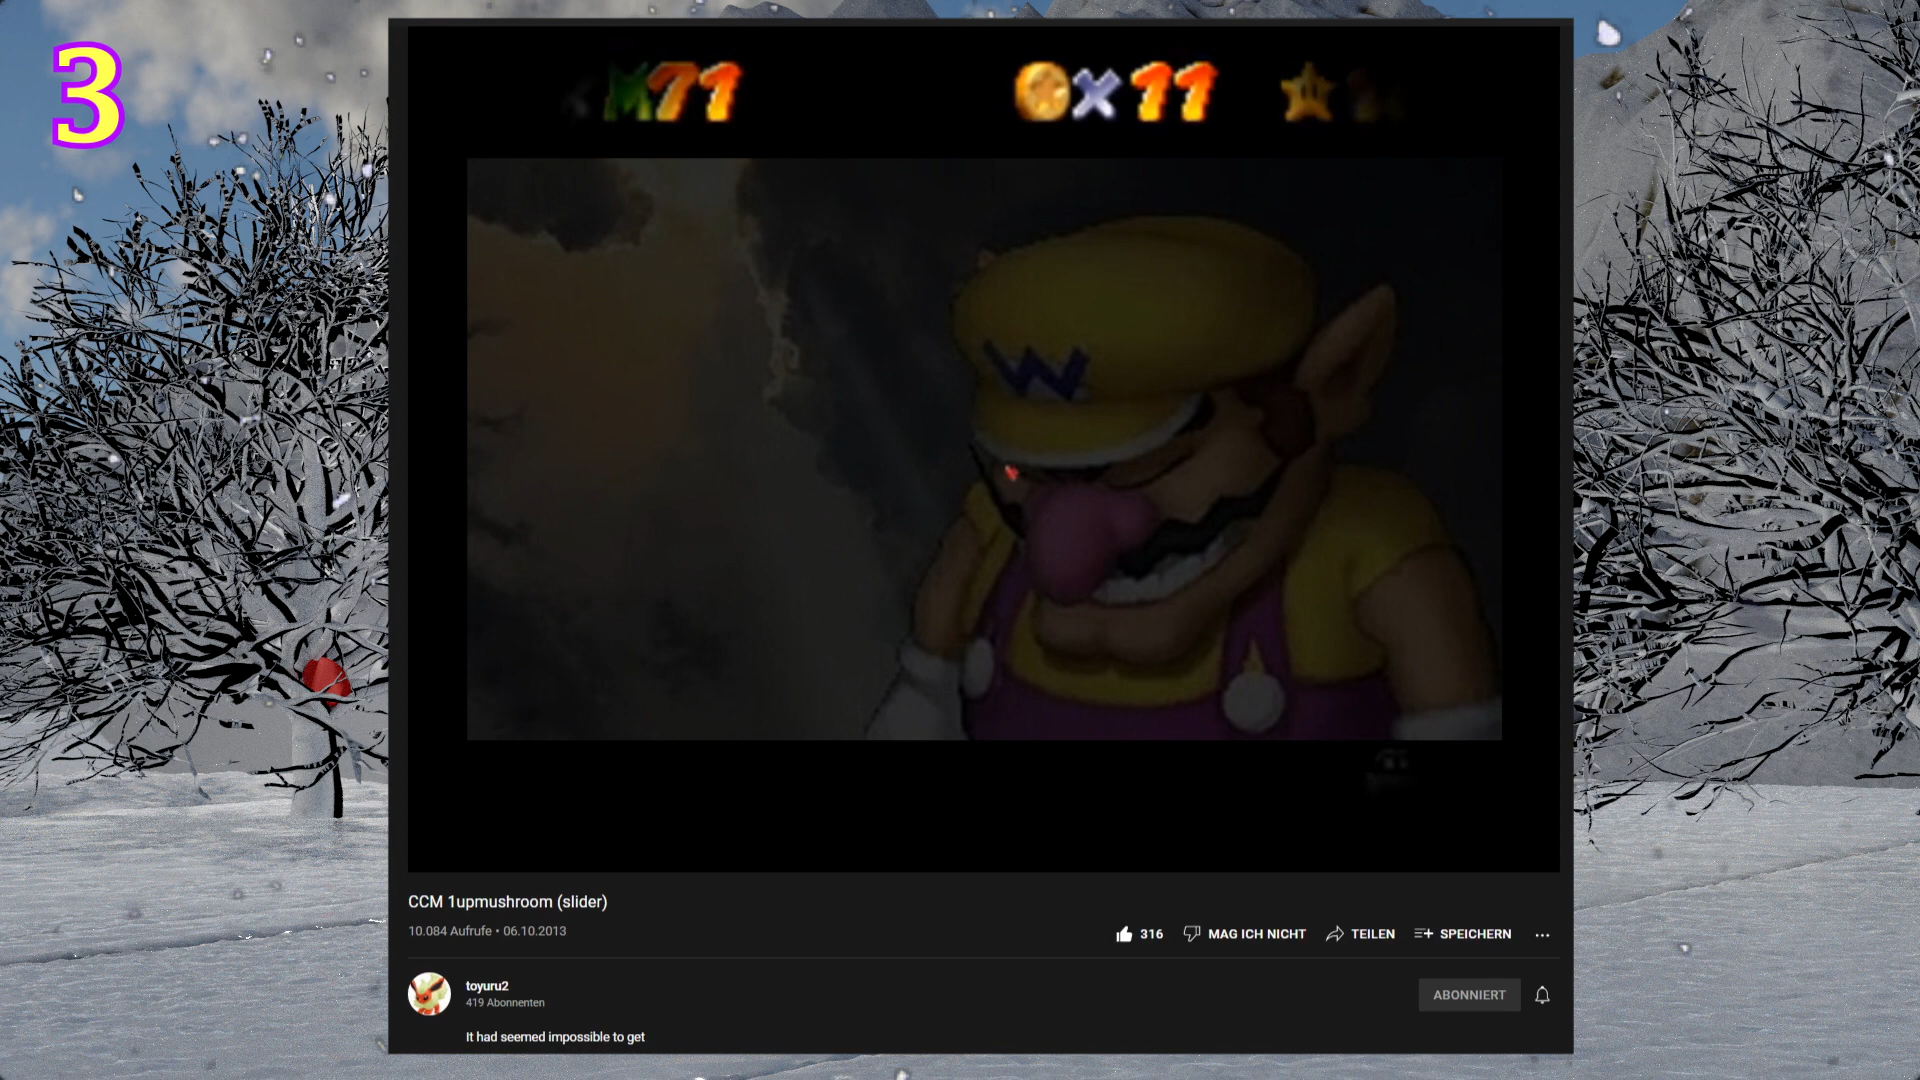 3
M71
x 11
W
CCM 1upmushroom (slider)
10.084 Aufrufe • 06.10.2013
316 MAG ICH NICHT TEILEN SPEICHERN ...
toyuru2
419 Abonnenten
ABONNIERT
It had seemed impossible to get